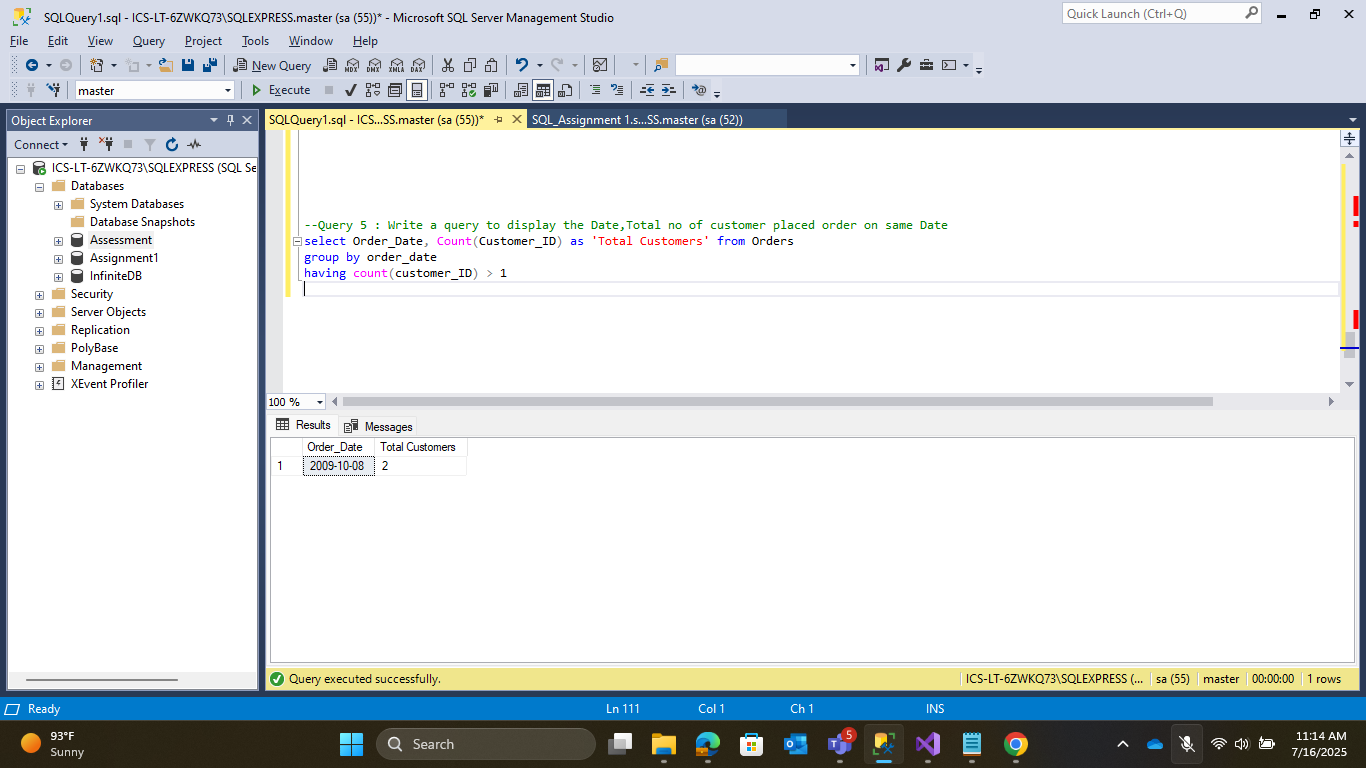 SQLQuery1.sql - ICS-LT-6ZWKQ73\SQLEXPRESS.master (sa (55))* - Microsoft SQL Server Management Studio
Quick Launch (Ctrl+Q)
File Edit View Query Project Tools Window Help
New Query MDX DMX XMLA DAX
master Execute
Object Explorer
SQLQuery1.sql - ICS...SS.master (sa (55))* SQL_Assignment 1.s...SS.master (sa (52))
Connect
ICS-LT-6ZWKQ73\SQLEXPRESS (SQL Se
Databases
System Databases
Database Snapshots
Assessment
Assignment1
InfiniteDB
Security
Server Objects
Replication
PolyBase
Management
XEvent Profiler
--Query 5 : Write a query to display the Date,Total no of customer placed order on same Date
select Order_Date, Count(Customer_ID) as 'Total Customers' from Orders
group by order_date
having count(customer_ID) > 1
100 %
Results Messages
Order_Date Total Customers
1 2009-10-08 2
Query executed successfully. ICS-LT-6ZWKQ73\SQLEXPRESS (... sa (55) master 00:00:00 1 rows
Ready Ln 111 Col 1 Ch 1 INS
93°F
Sunny
Search
5
11:14 AM
7/16/2025